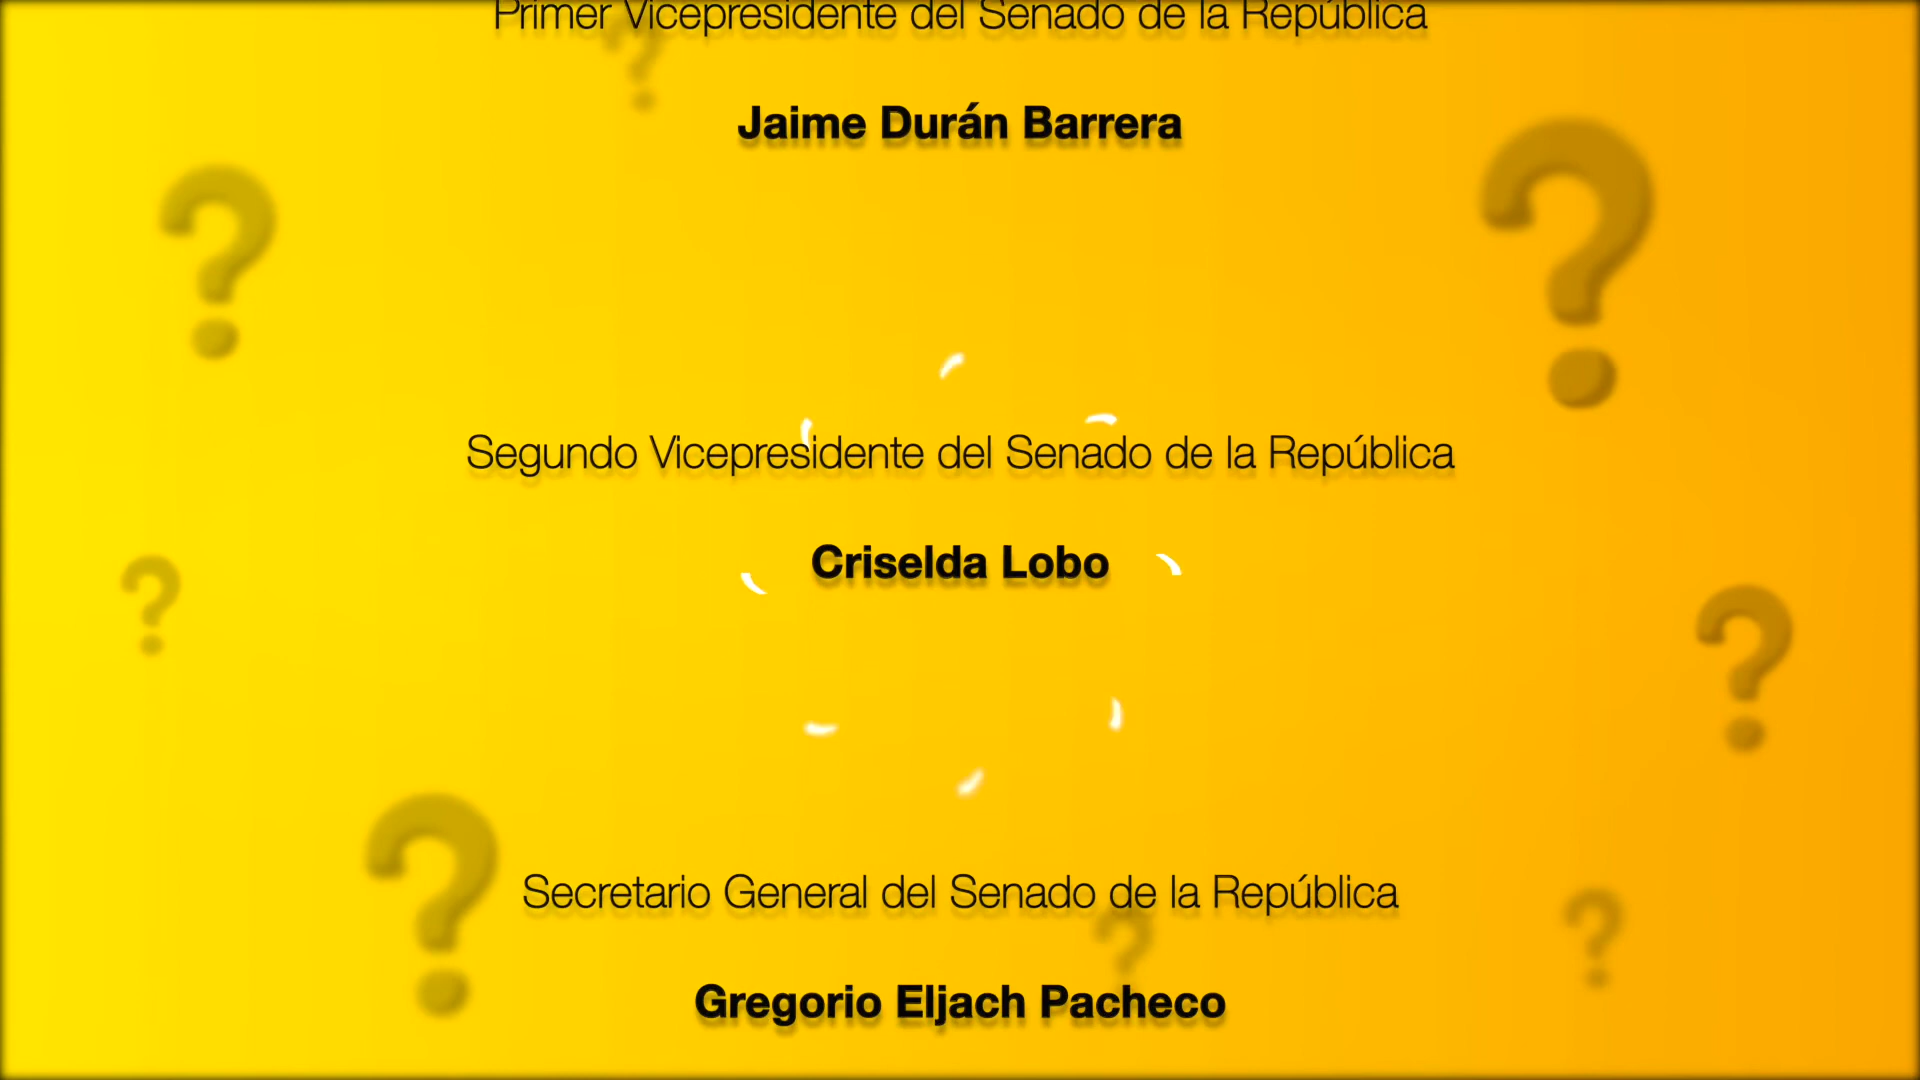 Primer Vicepresidente del Senado de la República
Jaime Durán Barrera
Segundo Vicepresidente del Senado de la República
Criselda Lobo
Secretario General del Senado de la República
Gregorio Eljach Pacheco